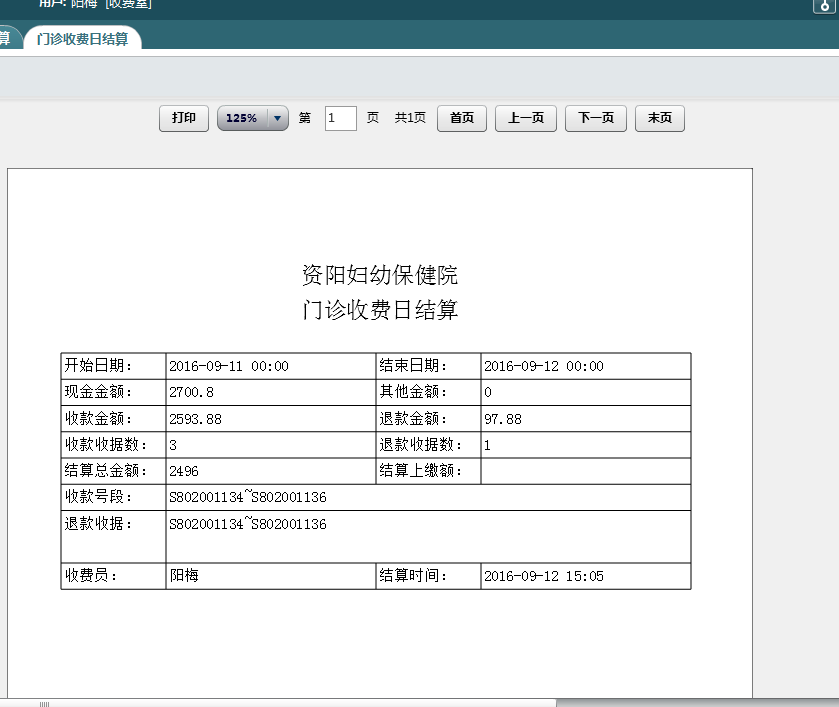 用户: 阳梅 [收费室]
算 门诊收费日结算
打印 125% 第 1 页 共1页 首页 上一页 下一页 末页
资阳妇幼保健院
门诊收费日结算
开始日期: 2016-09-11 00:00 结束日期: 2016-09-12 00:00
现金金额: 2700.8 其他金额: 0
收款金额: 2593.88 退款金额: 97.88
收款收据数: 3 退款收据数: 1
结算总金额: 2496 结算上缴额:
收款号段: S802001134~S802001136
退款收据: S802001134~S802001136
收费员: 阳梅 结算时间: 2016-09-12 15:05